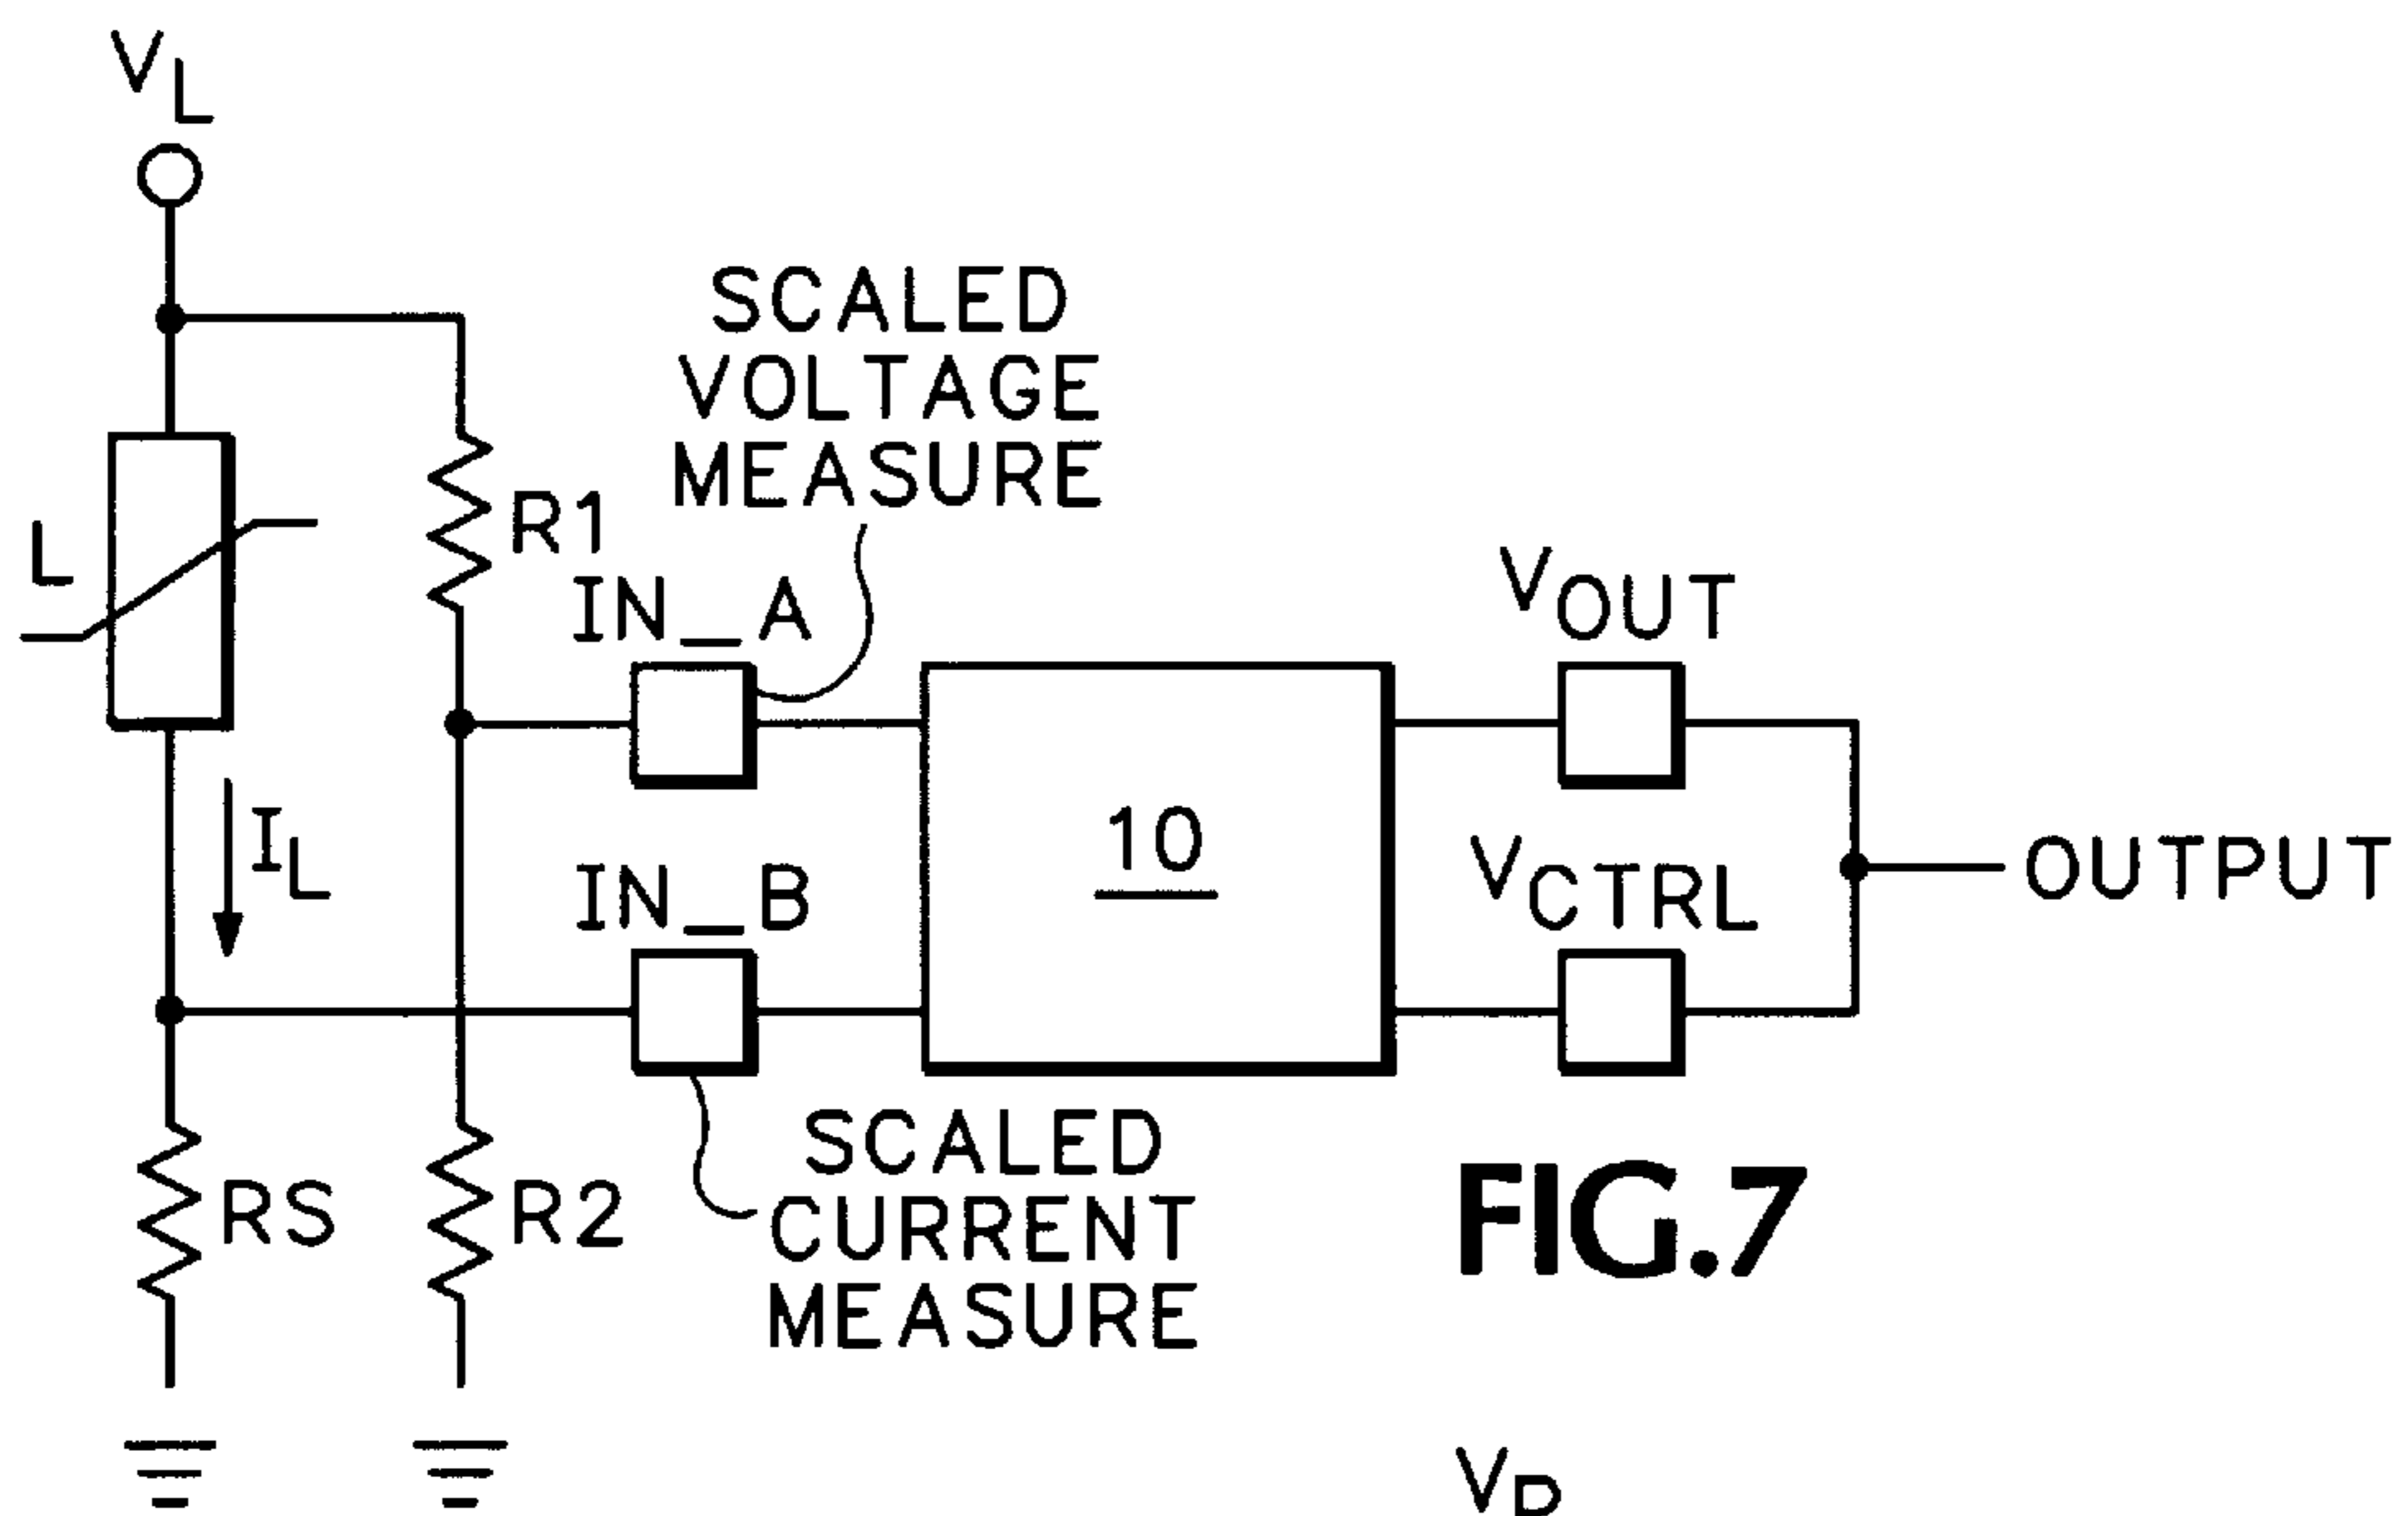 VL
SCALED
VOLTAGE
MEASURE
L
R1
IN_A
VOUT
IL
10
IN_B
VCTRL
OUTPUT
RS
R2
SCALED
CURRENT
MEASURE
FIG.7